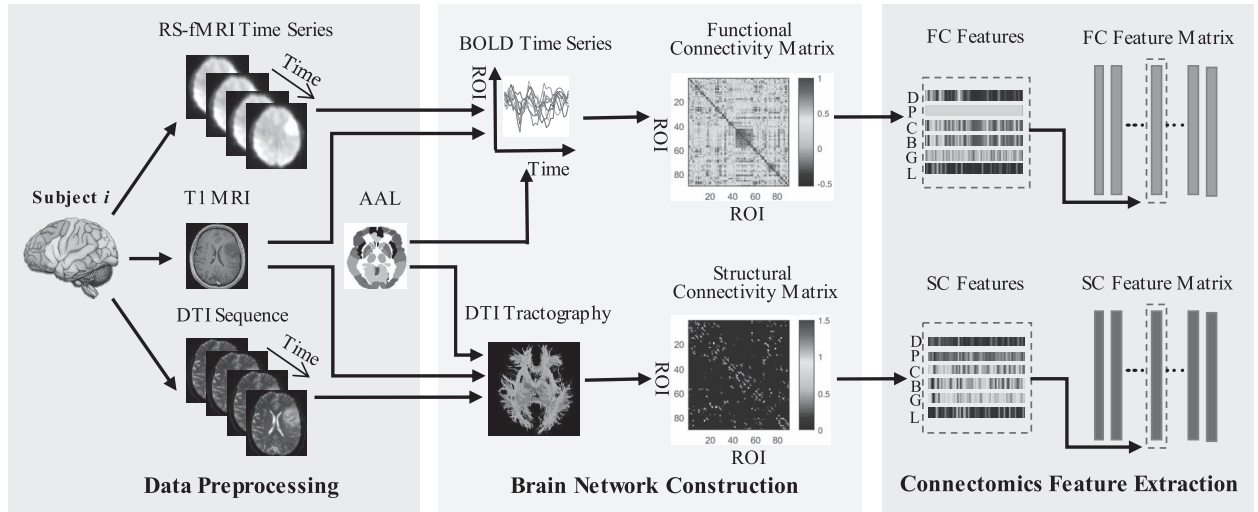 RS-fMRI Time Series
Time
Subject i
T1 MRI
AAL
DTI Sequence
Time
Data Preprocessing
BOLD Time Series
ROI
Time
Functional
Connectivity Matrix
ROI
20
40
60
80
20 40 60 80
ROI
1
0.5
0
-0.5
DTI Tractography
Structural
Connectivity Matrix
ROI
20
40
60
80
20 40 60 80
ROI
1.5
1
0.5
0
Brain Network Construction
FC Features
D
P
C
B
G
L
FC Feature Matrix
SC Features
D
P
C
B
G
L
SC Feature Matrix
Connectomics Feature Extraction